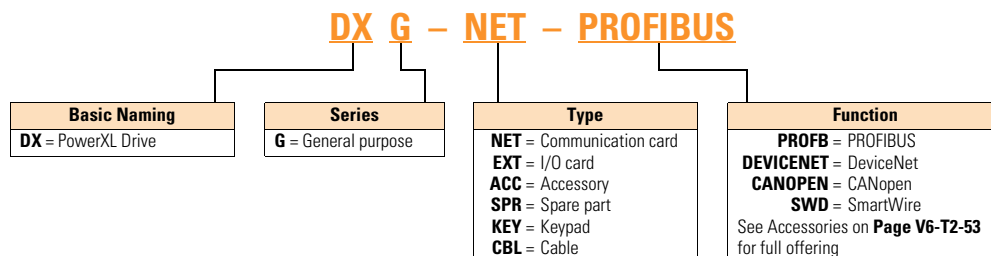 DX G – NET – PROFIBUS
Basic Naming
DX = PowerXL Drive
Series
G = General purpose
Type
NET = Communication card
EXT = I/O card
ACC = Accessory
SPR = Spare part
KEY = Keypad
CBL = Cable
Function
PROFB = PROFIBUS
DEVICENET = DeviceNet
CANOPEN = CANopen
SWD = SmartWire
See Accessories on Page V6-T2-53
for full offering